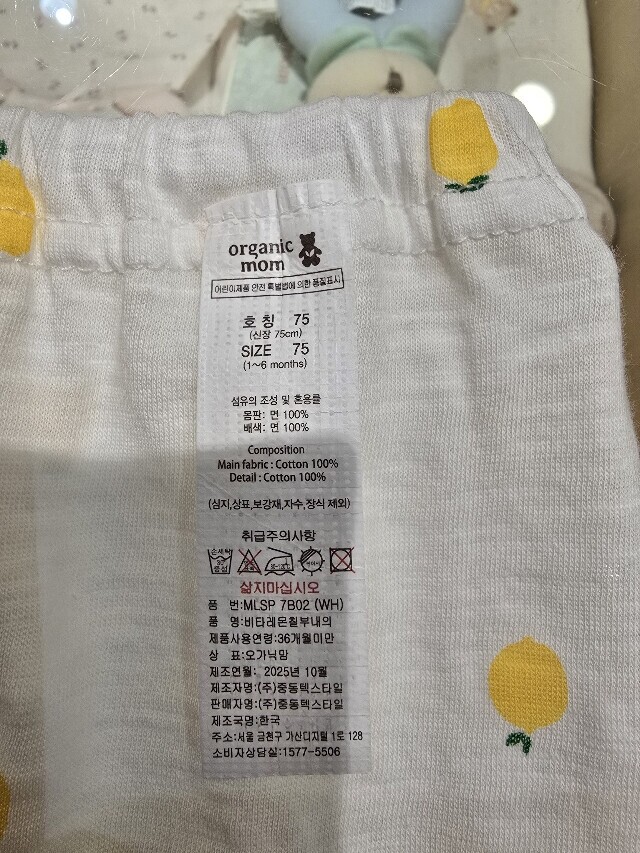 organic
mom
어린이제품 안전 특별법에 의한 품질표시
호 칭 75
(신장 75cm)
SIZE 75
(1~6 months)
섬유의 조성 및 혼용률
몸판: 면 100%
배색: 면 100%
Composition
Main fabric : Cotton 100%
Detail : Cotton 100%
(심지,상표,보강재,자수,장식 제외)
취급주의사항
손세탁
중성
삶지마십시오
품 번:MLSP 7B02 (WH)
품 명:비타레몬칠부내의
제품사용연령:36개월미만
상 표:오가닉맘
제조연월: 2025년 10월
제조자명:(주)중동텍스타일
판매자명:(주)중동텍스타일
제조국명:한국
주소:서울 금천구 가산디지털 1로 128
소비자상담실:1577-5506